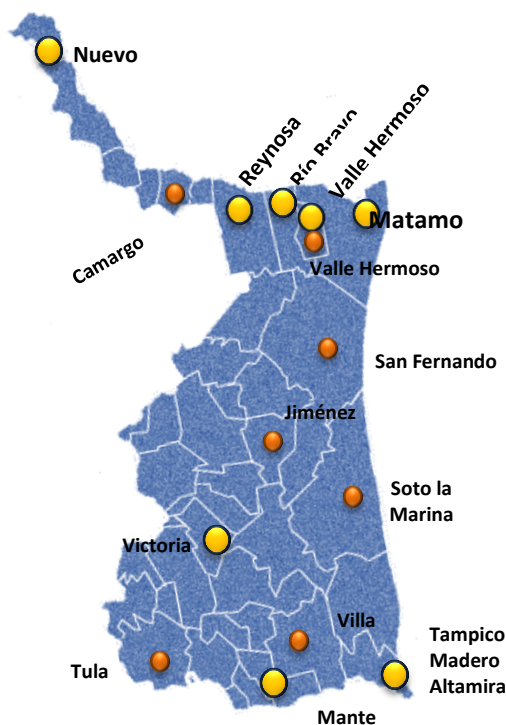 Nuevo
Reynosa
Río Bravo
Valle Hermoso
Matamo
Camargo
Valle Hermoso
San Fernando
Jiménez
Soto la
Marina
Victoria
Villa
Tula
Tampico
Madero
Altamira
Mante